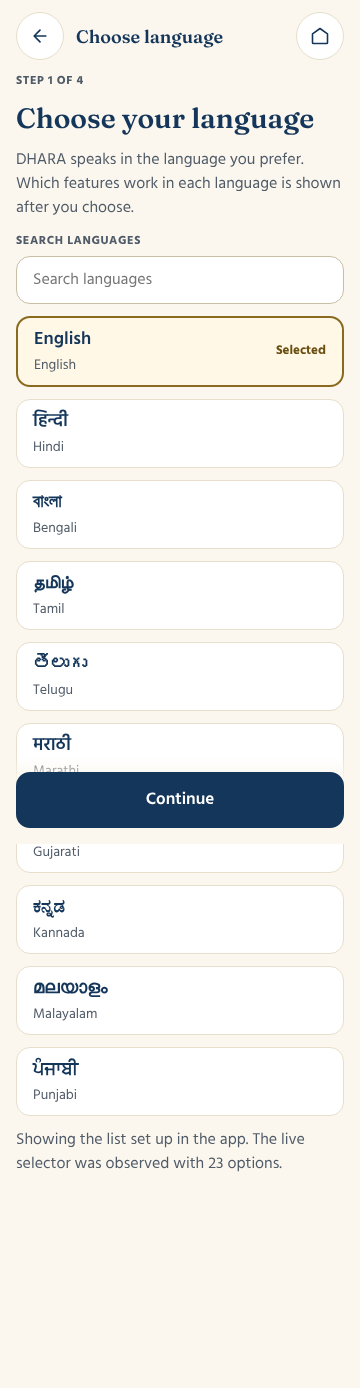 Choose language
STEP 1 OF 4
Choose your language
DHARA speaks in the language you prefer.
Which features work in each language is shown
after you choose.
SEARCH LANGUAGES
Search languages
English
Selected
English
हिन्दी
Hindi
বাংলা
Bengali
தமிழ்
Tamil
తెలుగు
Telugu
मराठी
Marathi
Continue
Gujarati
ಕನ್ನಡ
Kannada
മലയാളം
Malayalam
ਪੰਜਾਬੀ
Punjabi
Showing the list set up in the app. The live
selector was observed with 23 options.